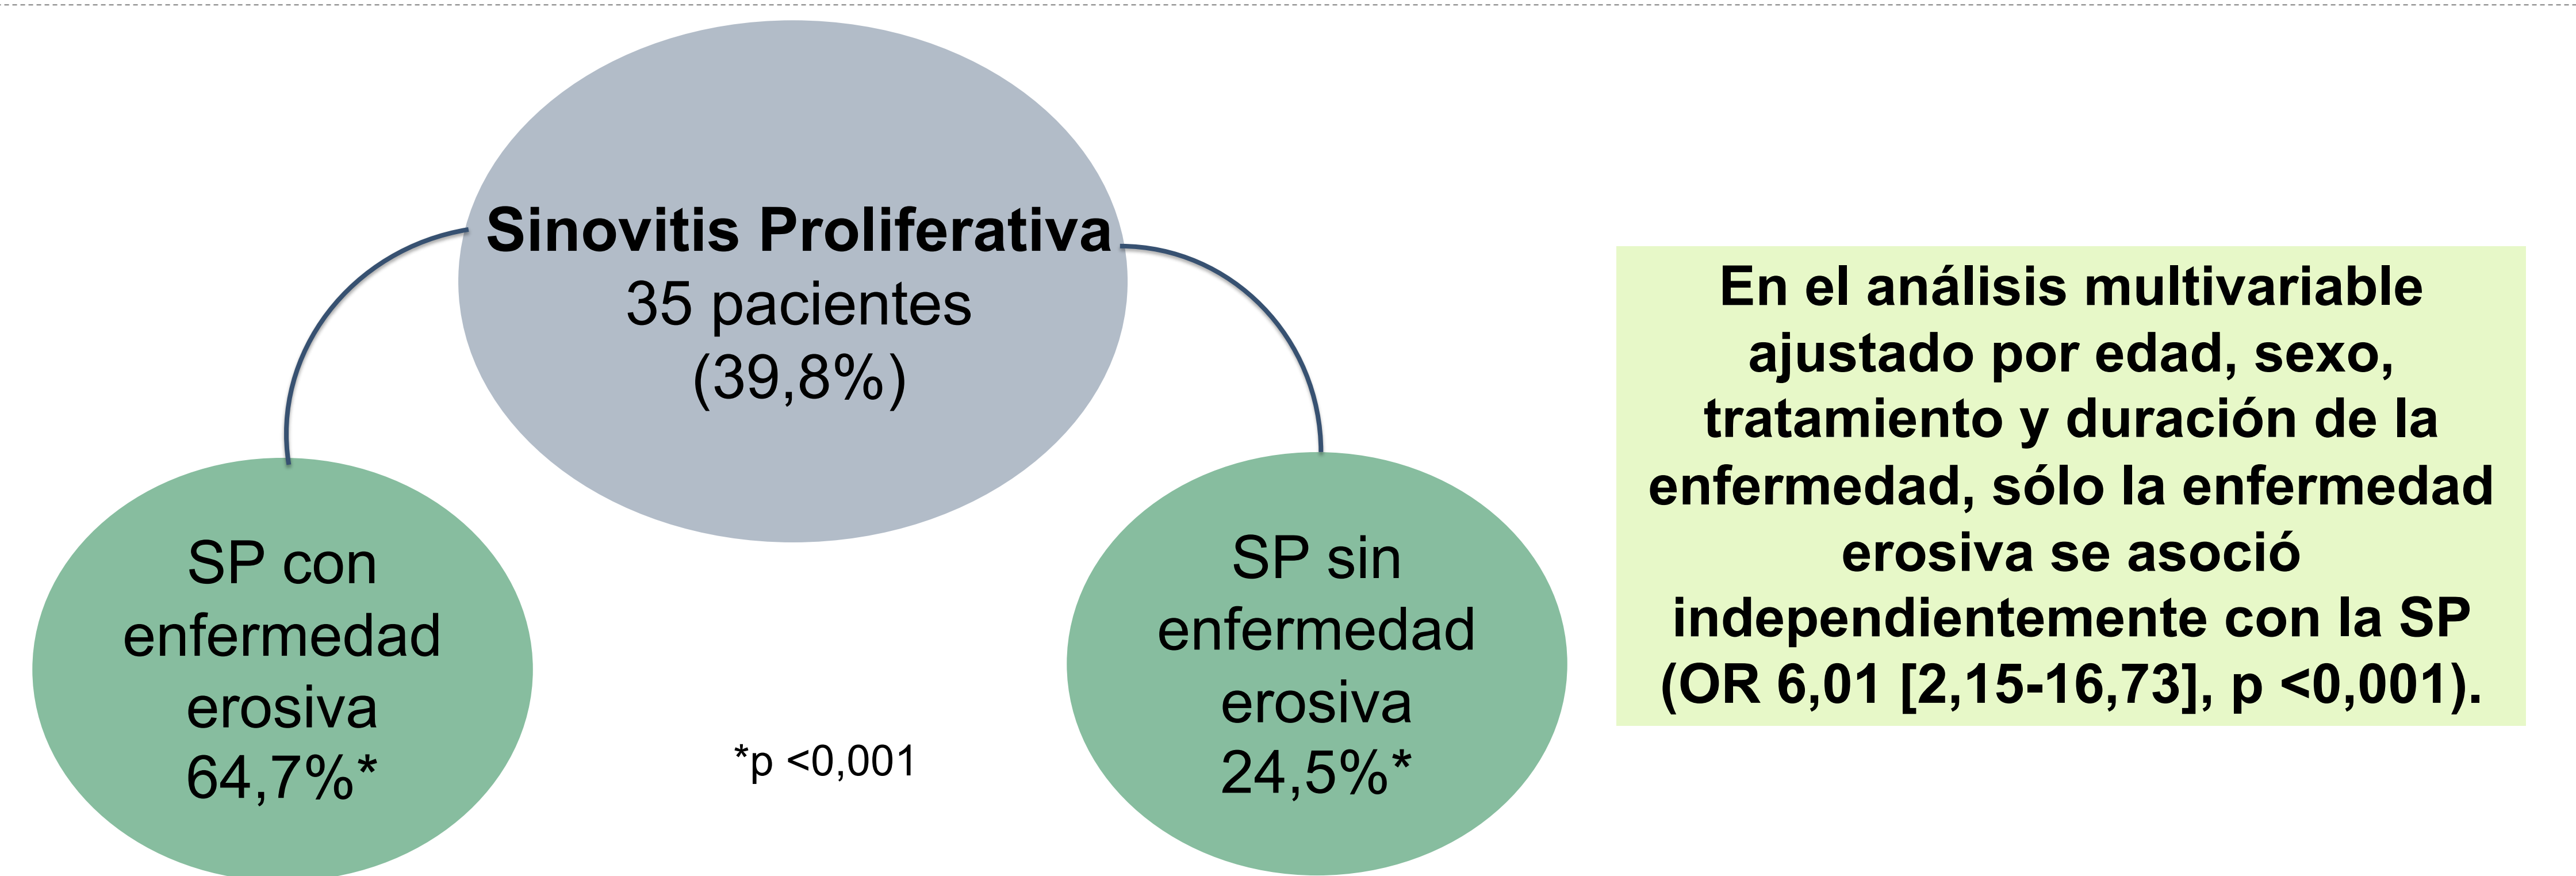 Sinovitis Proliferativa
35 pacientes
(39,8%)
SP con
enfermedad
erosiva
64,7%*
*p <0,001
SP sin
enfermedad
erosiva
24,5%*
En el análisis multivariable
ajustado por edad, sexo,
tratamiento y duración de la
enfermedad, sólo la enfermedad
erosiva se asoció
independientemente con la SP
(OR 6,01 [2,15-16,73], p <0,001).